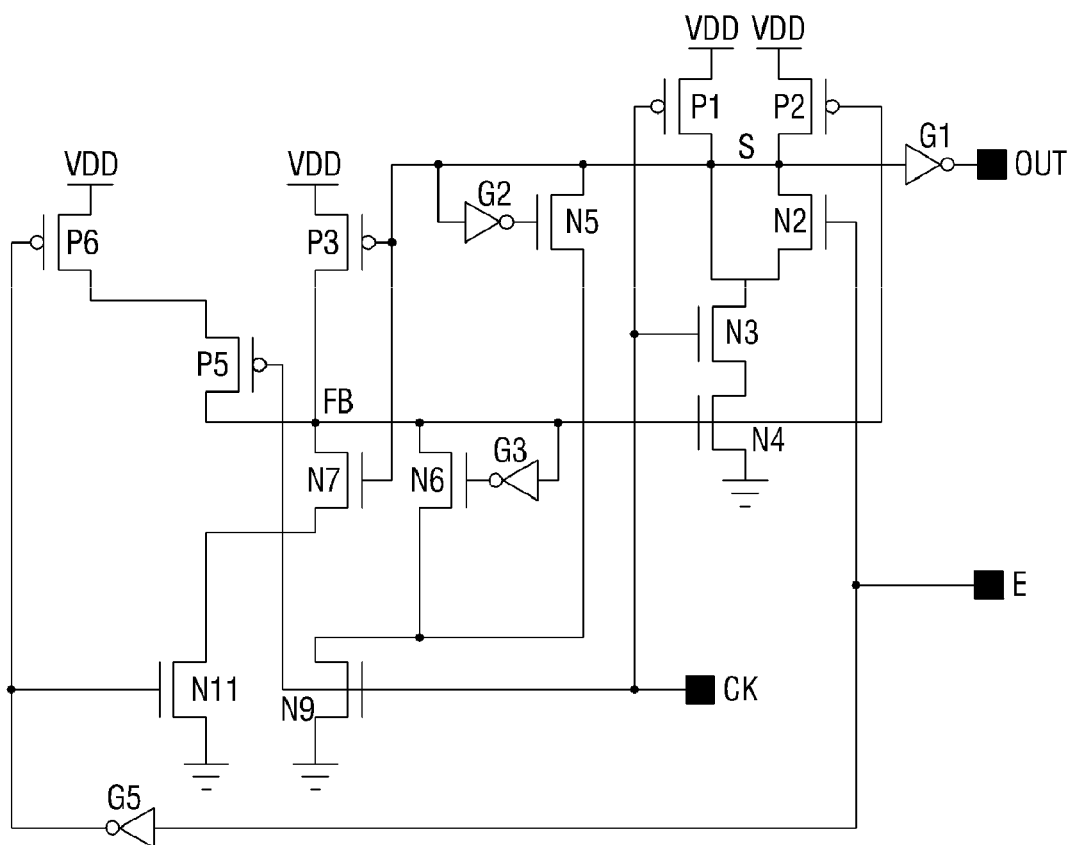 VDD VDD
P1 P2
S G1
OUT
VDD VDD
G2 N5 N2
P6 P3
N3
P5
FB
G3 N4
N7 N6
E
N11 N9 CK
G5